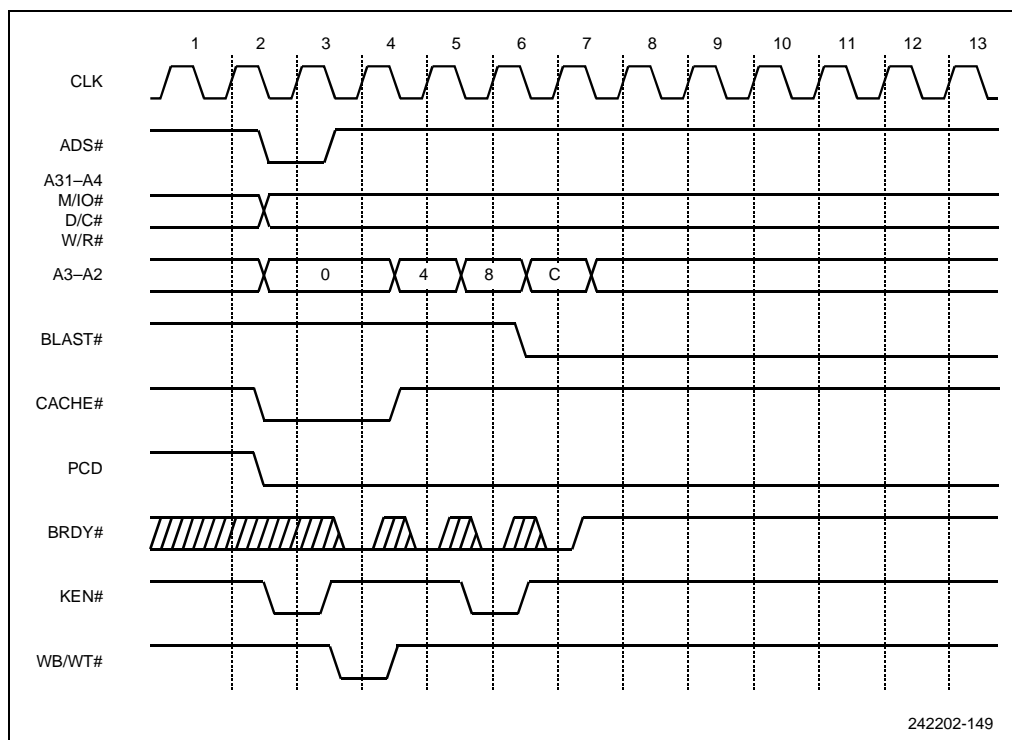 1 2 3 4 5 6 7 8 9 10 11 12 13
CLK
ADS#
A31–A4
M/IO#
D/C#
W/R#
A3–A2 0 4 8 C
BLAST#
CACHE#
PCD
BRDY#
KEN#
WB/WT#
242202-149